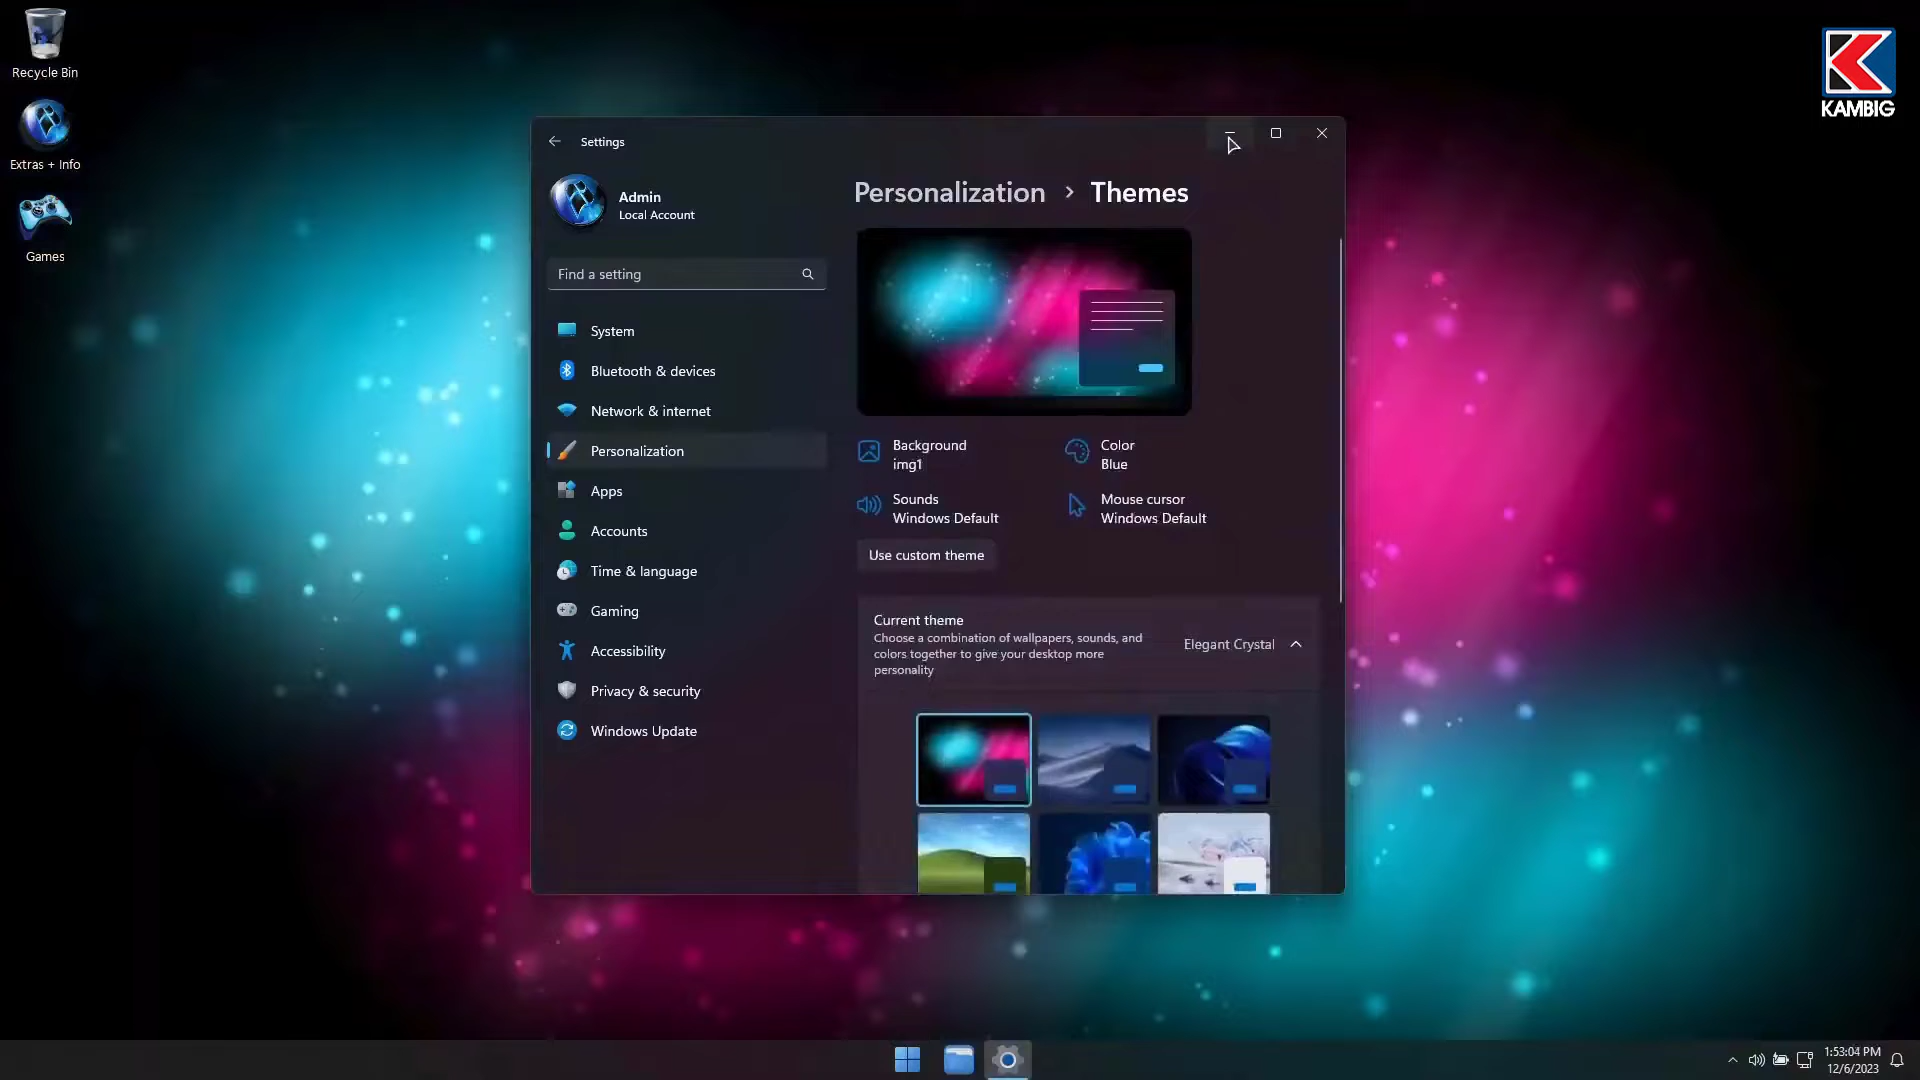 Recycle Bin
Extras + Info
Games
KAMBIG
Settings
Admin
Local Account
Find a setting
System
Bluetooth & devices
Network & internet
Personalization
Apps
Accounts
Time & language
Gaming
Accessibility
Privacy & security
Windows Update
Personalization > Themes
Background
img1
Color
Blue
Sounds
Windows Default
Mouse cursor
Windows Default
Use custom theme
Current theme
Choose a combination of wallpapers, sounds, and
colors together to give your desktop more
personality
Elegant Crystal
1:53:04 PM
12/6/2023